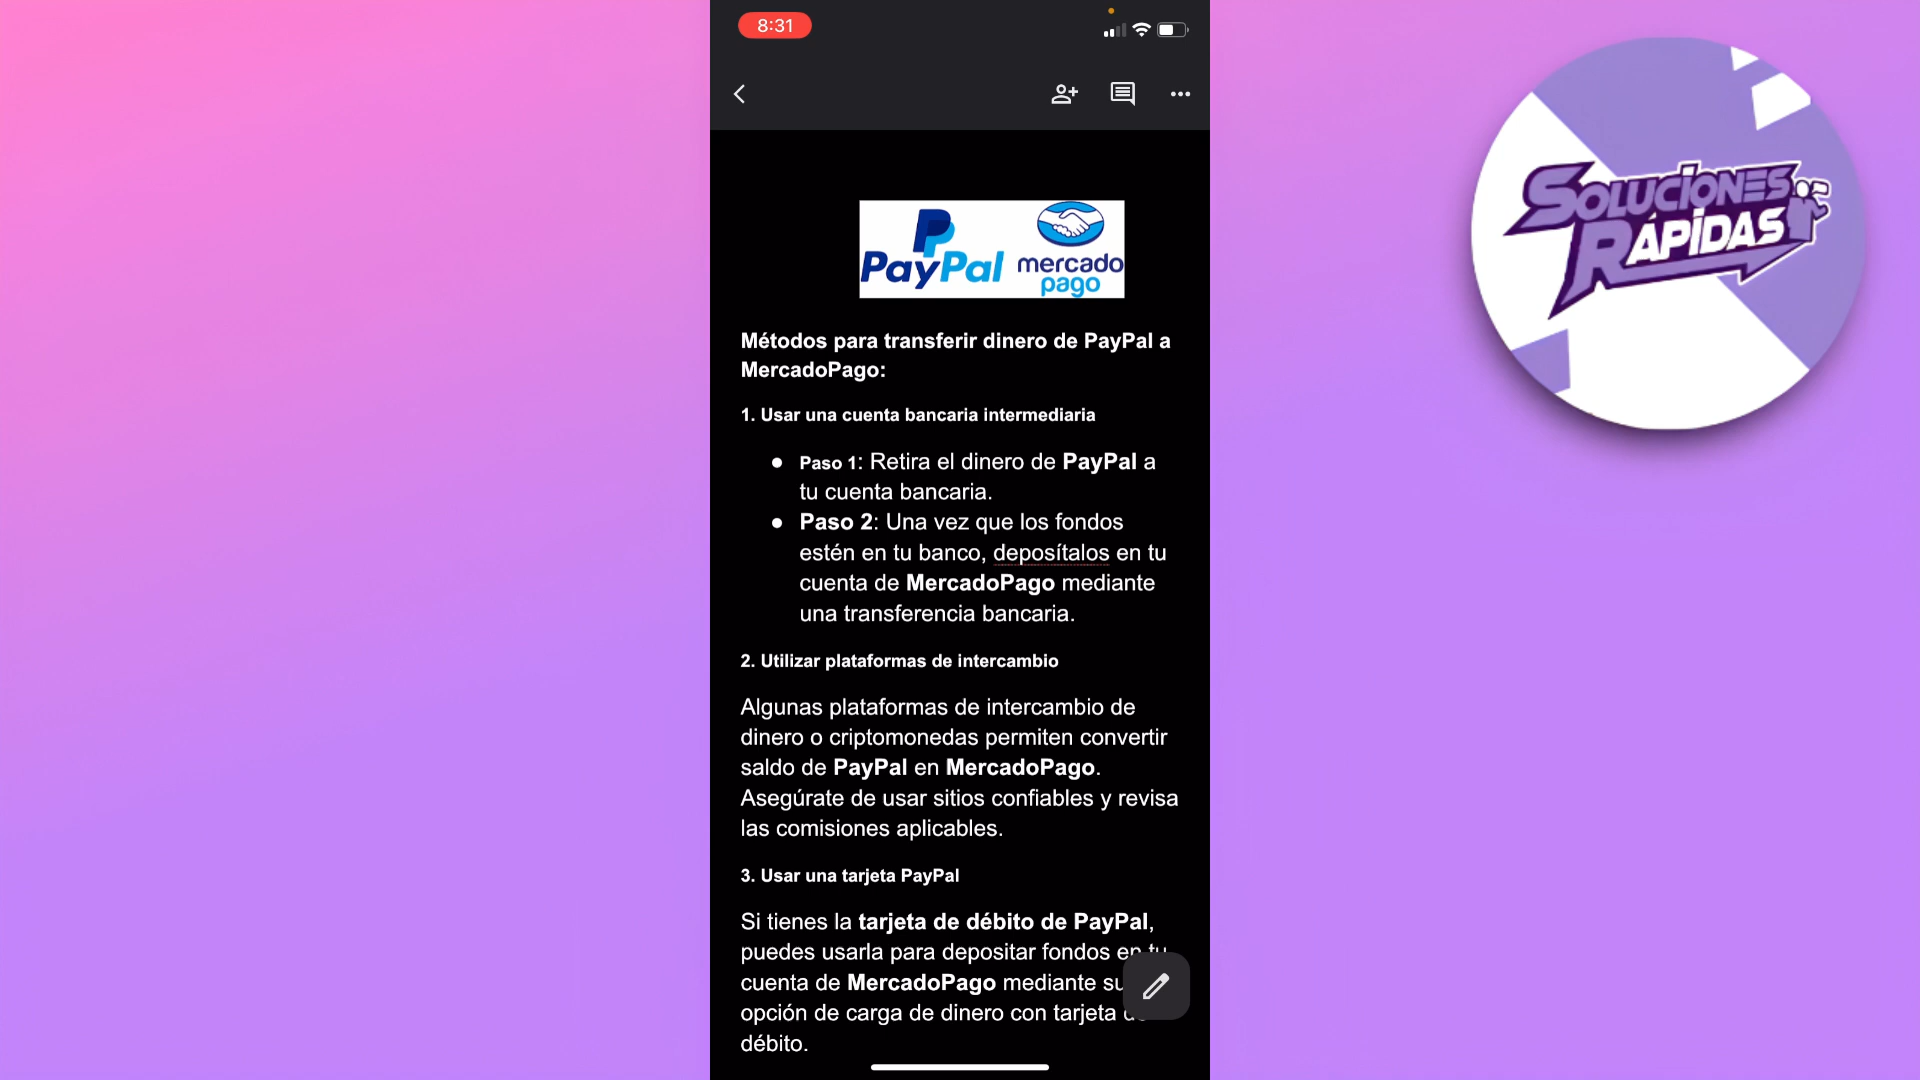 8:31
SOLUCIONES
RÁPIDAS
PayPal
mercado
pago
Métodos para transferir dinero de PayPal a
MercadoPago:
1. Usar una cuenta bancaria intermediaria
● Paso 1: Retira el dinero de PayPal a
tu cuenta bancaria.
● Paso 2: Una vez que los fondos
estén en tu banco, deposítalos en tu
cuenta de MercadoPago mediante
una transferencia bancaria.
2. Utilizar plataformas de intercambio
Algunas plataformas de intercambio de
dinero o criptomonedas permiten convertir
saldo de PayPal en MercadoPago.
Asegúrate de usar sitios confiables y revisa
las comisiones aplicables.
3. Usar una tarjeta PayPal
Si tienes la tarjeta de débito de PayPal,
puedes usarla para depositar fondos en tu
cuenta de MercadoPago mediante su
opción de carga de dinero con tarjeta de
débito.